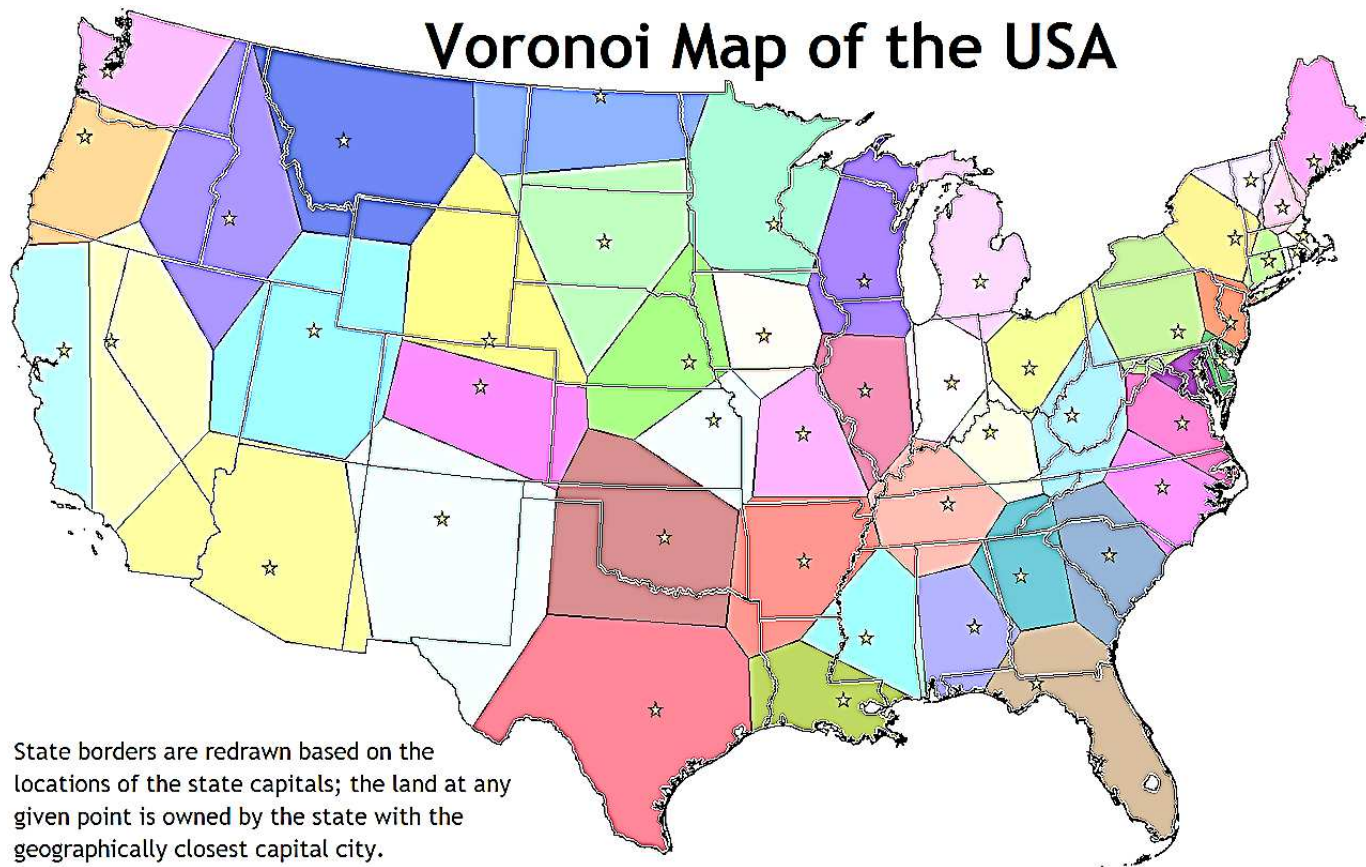 Voronoi Map of the USA
State borders are redrawn based on the
locations of the state capitals; the land at any
given point is owned by the state with the
geographically closest capital city.